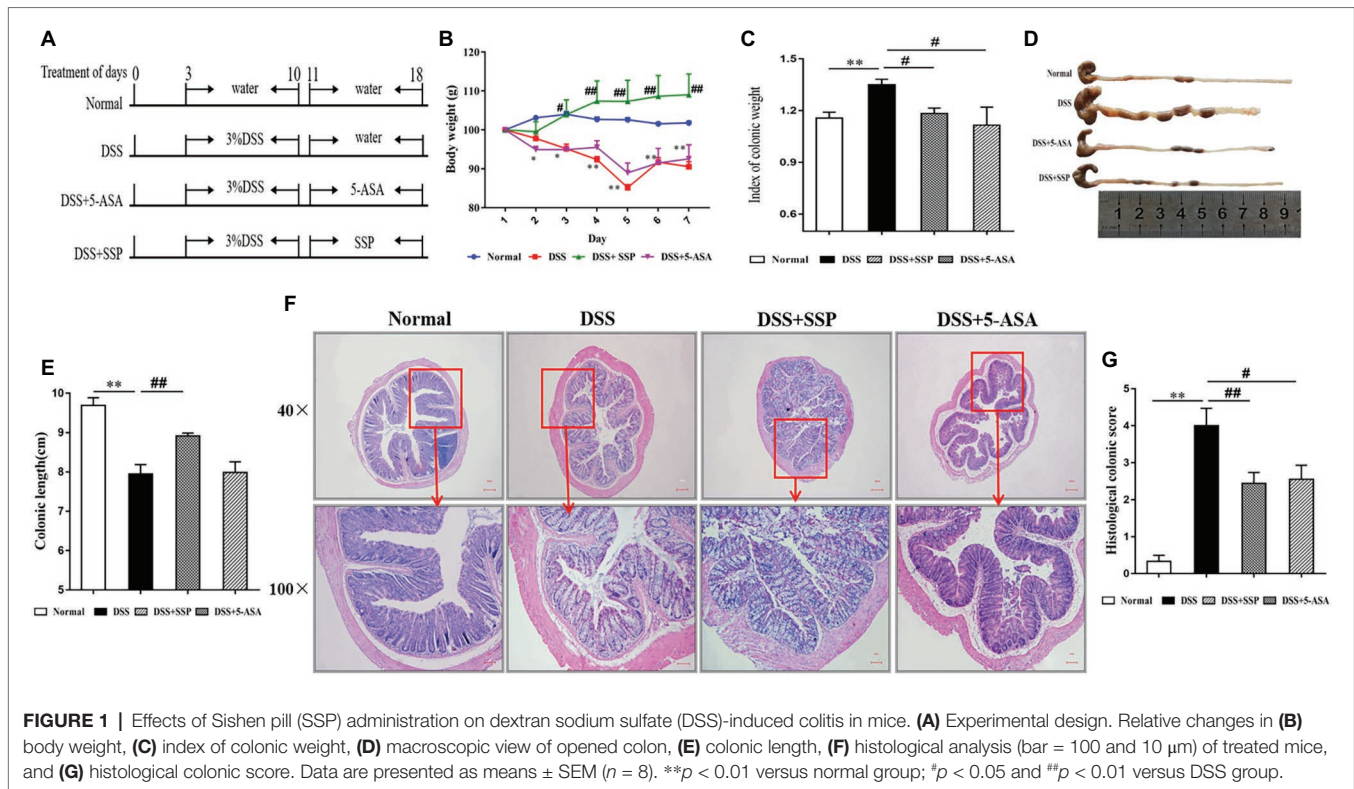 A
Treatment of days 0 3 10 11 18
Normal water water
DSS 3%DSS water
DSS+5-ASA 3%DSS 5-ASA
DSS+SSP 3%DSS SSP
B
Body weight (g)
110
100
90
80
# ## ## ## ##
* * ** ** ** **
1 2 3 4 5 6 7
Day
Normal DSS DSS+ SSP DSS+5-ASA
C
Index of colonic weight
1.5
1.2
0.9
0.6
#
** #
Normal DSS DSS+SSP DSS+5-ASA
D
Normal
DSS
DSS+5-ASA
DSS+SSP
1 2 3 4 5 6 7 8 9 1
E
Colonic length(cm)
10
9
8
7
6
5
** ##
Normal DSS DSS+SSP DSS+5-ASA
F
Normal DSS DSS+SSP DSS+5-ASA
40×
100×
G
Histological colonic score
5
4
3
2
1
0
#
** ##
Normal DSS DSS+SSP DSS+5-ASA
FIGURE 1 | Effects of Sishen pill (SSP) administration on dextran sodium sulfate (DSS)-induced colitis in mice. (A) Experimental design. Relative changes in (B)
body weight, (C) index of colonic weight, (D) macroscopic view of opened colon, (E) colonic length, (F) histological analysis (bar = 100 and 10 μm) of treated mice,
and (G) histological colonic score. Data are presented as means ± SEM (n = 8). **p < 0.01 versus normal group; #p < 0.05 and ##p < 0.01 versus DSS group.